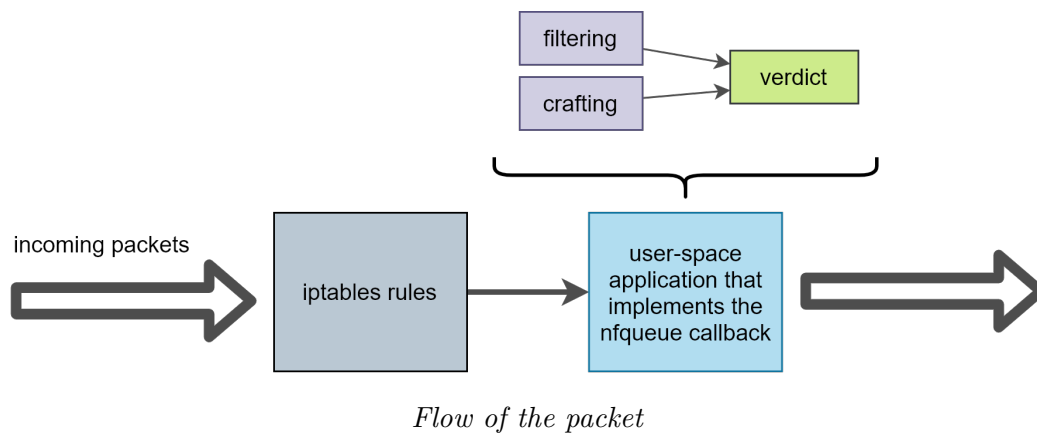 filtering
crafting
verdict
incoming packets
iptables rules
user-space
application that
implements the
nfqueue callback
Flow of the packet